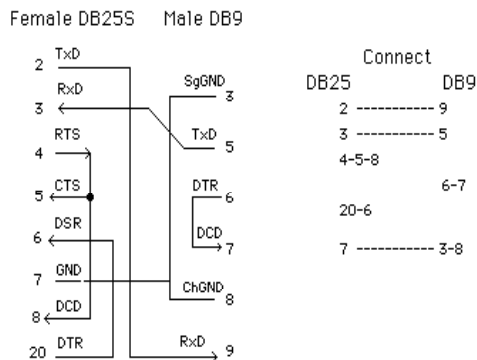 Female DB25S Male DB9
2 TxD
3 RxD
4 RTS
5 CTS
6 DSR
7 GND
8 DCD
20 DTR
SgGND 3
TxD 5
DTR 6
DCD 7
ChGND 8
RxD 9
Connect
DB25 DB9
2 ----------- 9
3 ----------- 5
4-5-8
6-7
20-6
7 ----------- 3-8